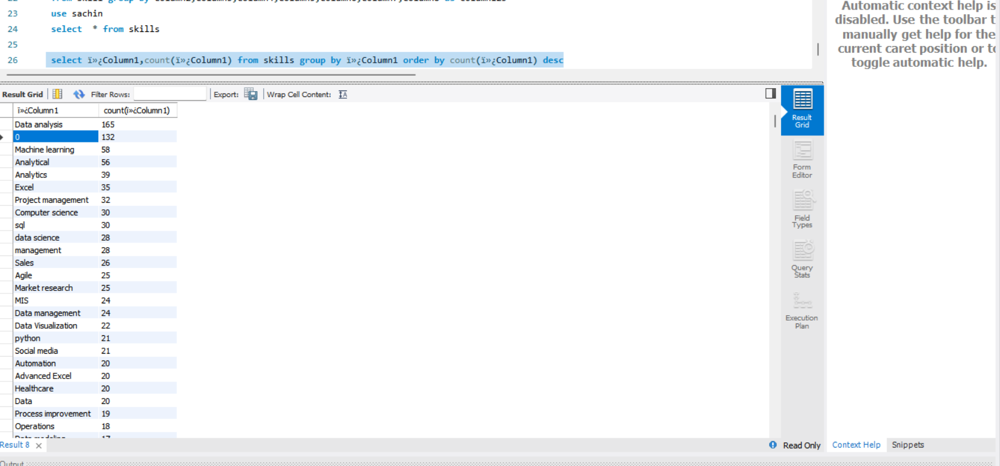 23 use sachin
24 select * from skills
25
26 select ï»¿Column1,count(ï»¿Column1) from skills group by ï»¿Column1 order by count(ï»¿Column1) desc
Automatic context help is
disabled. Use the toolbar t
manually get help for the
current caret position or to
toggle automatic help.
Result Grid Filter Rows: Export: Wrap Cell Content:
ï»¿Column1 count(ï»¿Column1)
Data analysis 165
0 132
Machine learning 58
Analytical 56
Analytics 39
Excel 35
Project management 32
Computer science 30
sql 30
data science 28
management 28
Sales 26
Agile 25
Market research 25
MIS 24
Data management 24
Data Visualization 22
python 21
Social media 21
Automation 20
Advanced Excel 20
Healthcare 20
Data 20
Process improvement 19
Operations 18
Data modeling 17
Result
Grid
Form
Editor
Field
Types
Query
Stats
Execution
Plan
Result 8
Read Only
Context Help Snippets
Output